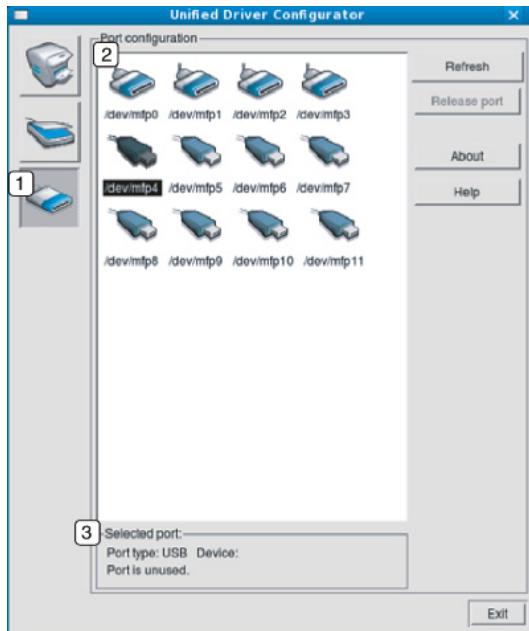 Unified Driver Configurator
Port configuration
2
/dev/mfp0 /dev/mfp1 /dev/mfp2 /dev/mfp3
/dev/mfp4 /dev/mfp5 /dev/mfp6 /dev/mfp7
/dev/mfp8 /dev/mfp9 /dev/mfp10 /dev/mfp11
Refresh
Release port
About
Help
1
3
Selected port:
Port type: USB Device:
Port is unused.
Exit